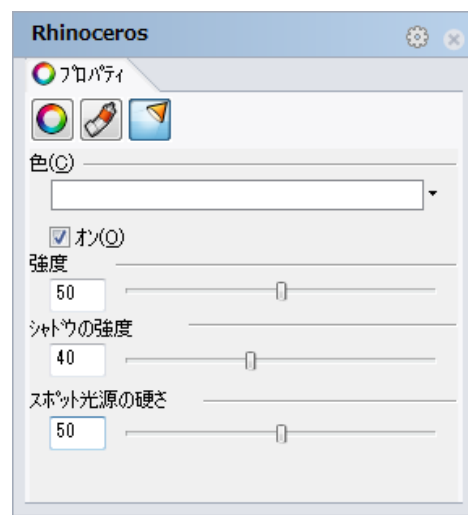 Rhinoceros
プロパティ
色(C)
オン(O)
強度
50
シャドウの強度
40
スポット光源の硬さ
50